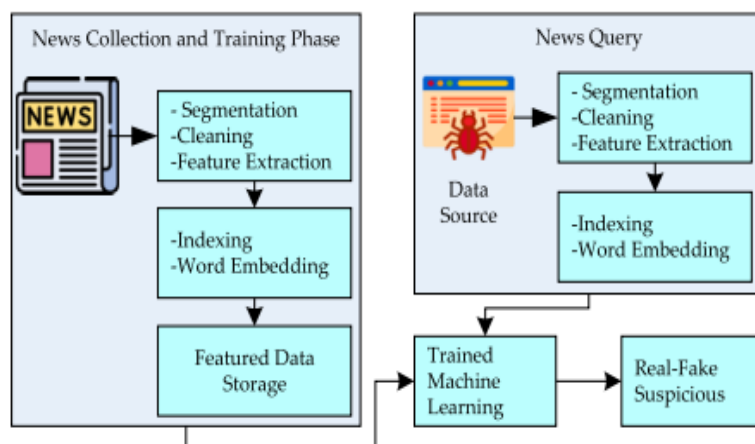 News Collection and Training Phase
NEWS
- Segmentation
-Cleaning
-Feature Extraction
-Indexing
-Word Embedding
Featured Data
Storage
News Query
Data
Source
- Segmentation
-Cleaning
-Feature Extraction
-Indexing
-Word Embedding
Trained
Machine
Learning
Real-Fake
Suspicious